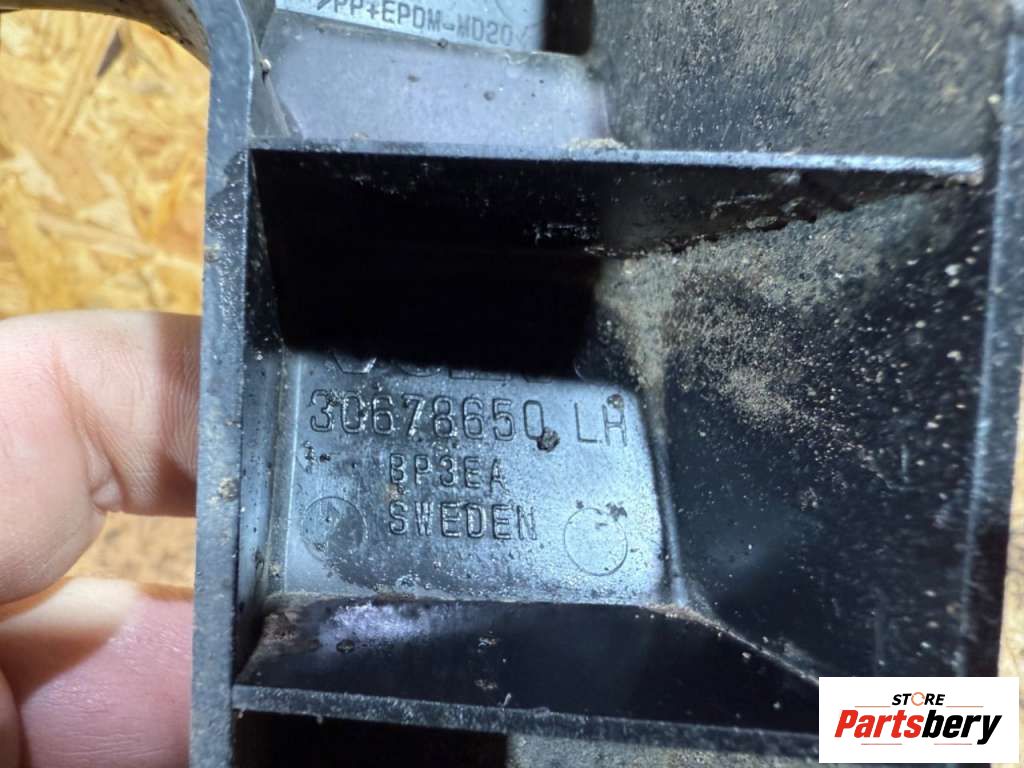 >PP+EPDM-MD20<
30678650 LH
BP3EA
SWEDEN
STORE
Partsbery